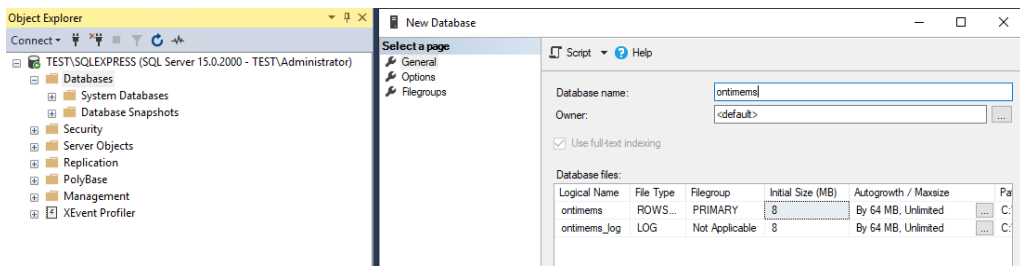 Object Explorer
Connect
TEST\SQLEXPRESS (SQL Server 15.0.2000 - TEST\Administrator)
Databases
System Databases
Database Snapshots
Security
Server Objects
Replication
PolyBase
Management
XEvent Profiler
New Database
Select a page
General
Options
Filegroups
Script
Help
Database name: ontimems
Owner: <default> ...
Use full-text indexing
Database files:
Logical Name File Type Filegroup Initial Size (MB) Autogrowth / Maxsize Pa
ontimems ROWS... PRIMARY 8 By 64 MB, Unlimited ... C:
ontimems_log LOG Not Applicable 8 By 64 MB, Unlimited ... C: